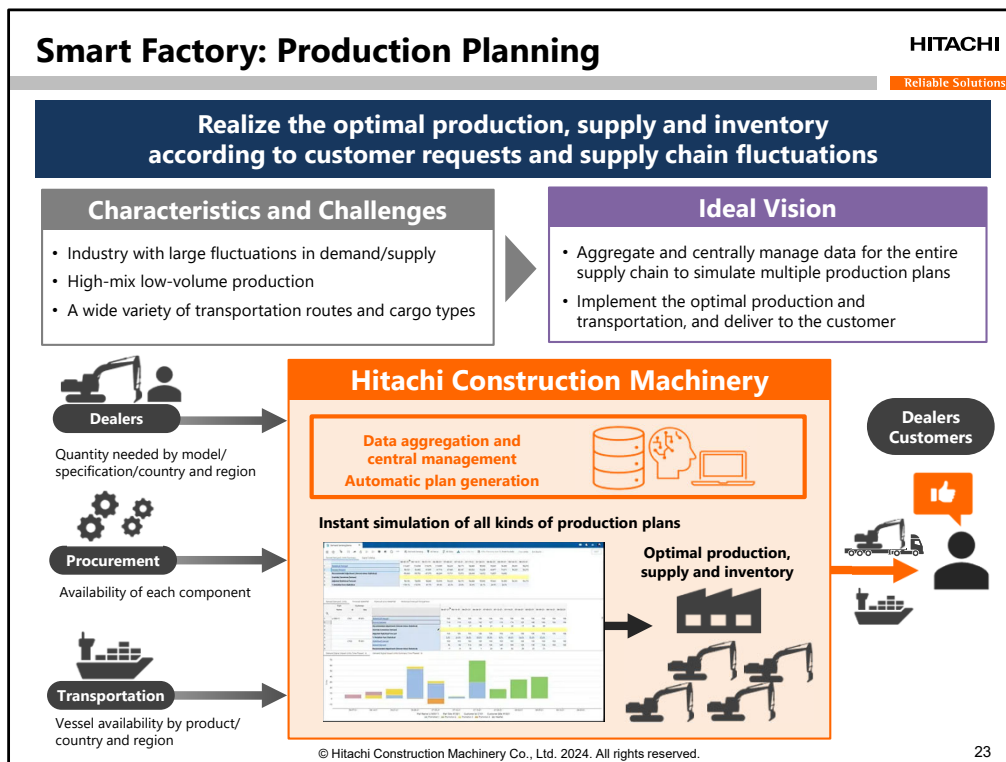 Smart Factory: Production Planning
HITACHI
Reliable Solutions
Realize the optimal production, supply and inventory
according to customer requests and supply chain fluctuations
Characteristics and Challenges
• Industry with large fluctuations in demand/supply
• High-mix low-volume production
• A wide variety of transportation routes and cargo types
Ideal Vision
• Aggregate and centrally manage data for the entire
supply chain to simulate multiple production plans
• Implement the optimal production and
transportation, and deliver to the customer
Dealers
Quantity needed by model/
specification/country and region
Procurement
Availability of each component
Transportation
Vessel availability by product/
country and region
Hitachi Construction Machinery
Data aggregation and
central management
Automatic plan generation
Instant simulation of all kinds of production plans
Optimal production,
supply and inventory
Dealers
Customers
© Hitachi Construction Machinery Co., Ltd. 2024. All rights reserved.
23